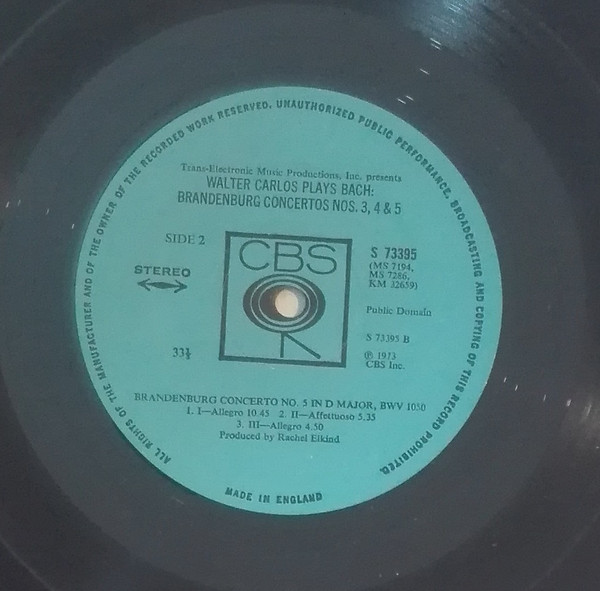 ALL RIGHTS OF THE MANUFACTURER AND OF THE OWNER OF THE RECORDED WORK RESERVED. UNAUTHORIZED PUBLIC PERFORMANCE, BROADCASTING AND COPYING OF THIS RECORD PROHIBITED.
Trans-Electronic Music Productions, Inc. presents
WALTER CARLOS PLAYS BACH:
BRANDENBURG CONCERTOS NOS. 3, 4 & 5
SIDE 2
STEREO
33⅓
CBS
S 73395
(MS 7194,
MS 7286,
KM 32659)
Public Domain
S 73395 B
℗ 1973
CBS Inc.
BRANDENBURG CONCERTO NO. 5 IN D MAJOR, BWV 1050
1. I—Allegro 10.45 2. II—Affettuoso 5.35
3. III—Allegro 4.50
Produced by Rachel Elkind
MADE IN ENGLAND